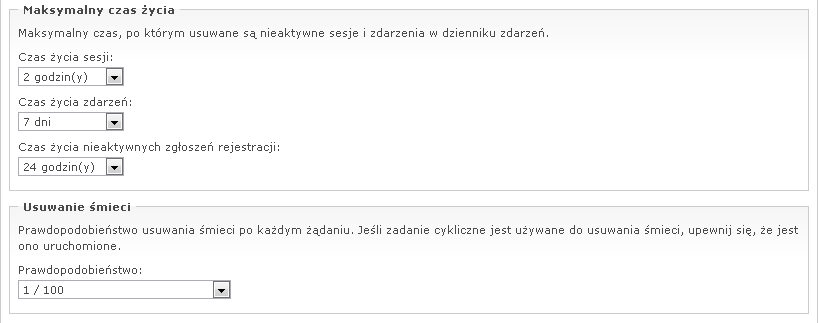 Maksymalny czas życia
Maksymalny czas, po którym usuwane są nieaktywne sesje i zdarzenia w dzienniku zdarzeń.
Czas życia sesji:
2 godzin(y)
Czas życia zdarzeń:
7 dni
Czas życia nieaktywnych zgłoszeń rejestracji:
24 godzin(y)
Usuwanie śmieci
Prawdopodobieństwo usuwania śmieci po każdym żądaniu. Jeśli zadanie cykliczne jest używane do usuwania śmieci, upewnij się, że jest
ono uruchomione.
Prawdopodobieństwo:
1 / 100